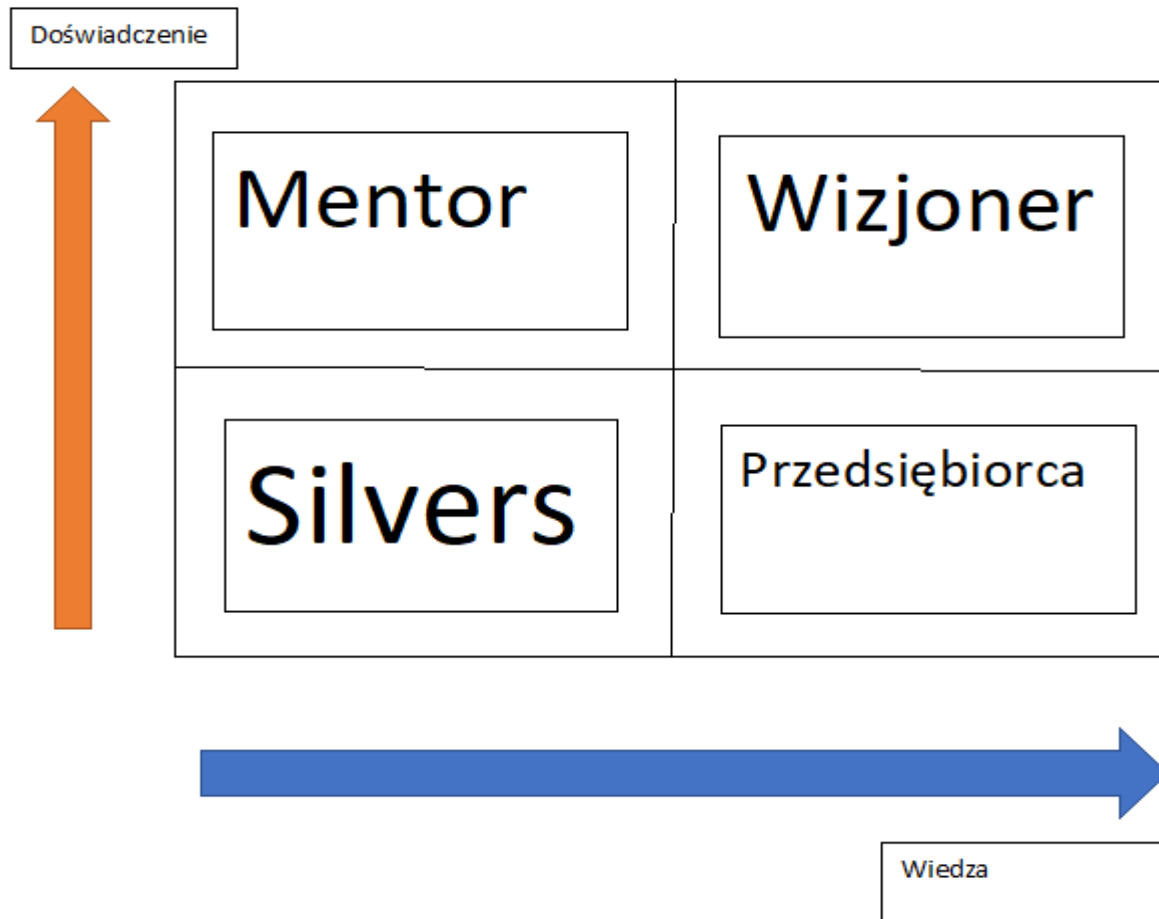 Doświadczenie
Mentor
Wizjoner
Silvers
Przedsiębiorca
Wiedza